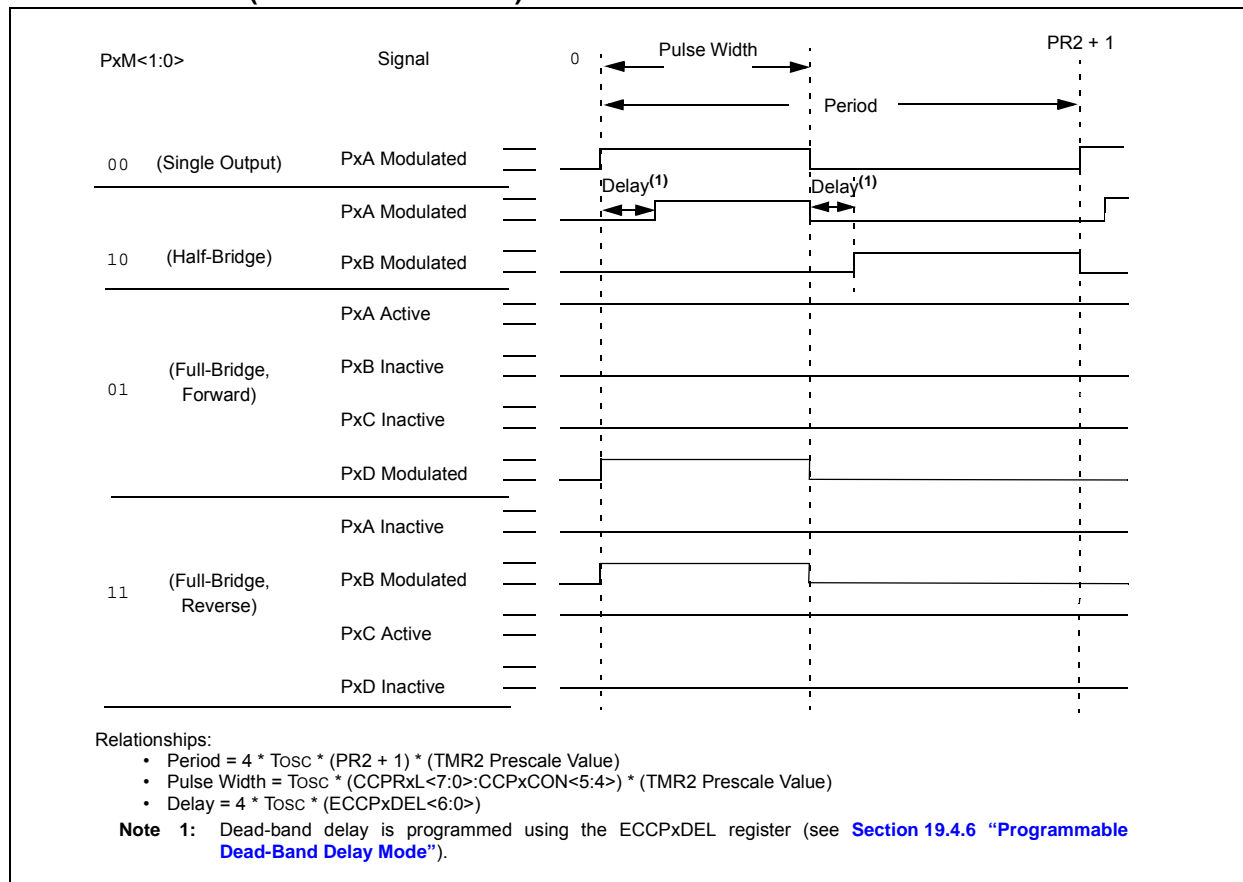 PxM<1:0> Signal 0 Pulse Width PR2 + 1
Period
00 (Single Output) PxA Modulated
Delay(1) Delay(1)
PxA Modulated
10 (Half-Bridge) PxB Modulated
PxA Active
PxB Inactive
01 (Full-Bridge, Forward)
PxC Inactive
PxD Modulated
PxA Inactive
PxB Modulated
11 (Full-Bridge, Reverse)
PxC Active
PxD Inactive
Relationships:
• Period = 4 * TOSC * (PR2 + 1) * (TMR2 Prescale Value)
• Pulse Width = TOSC * (CCPRxL<7:0>:CCPxCON<5:4>) * (TMR2 Prescale Value)
• Delay = 4 * TOSC * (ECCPxDEL<6:0>)
Note 1: Dead-band delay is programmed using the ECCPxDEL register (see Section 19.4.6 “Programmable
Dead-Band Delay Mode”).